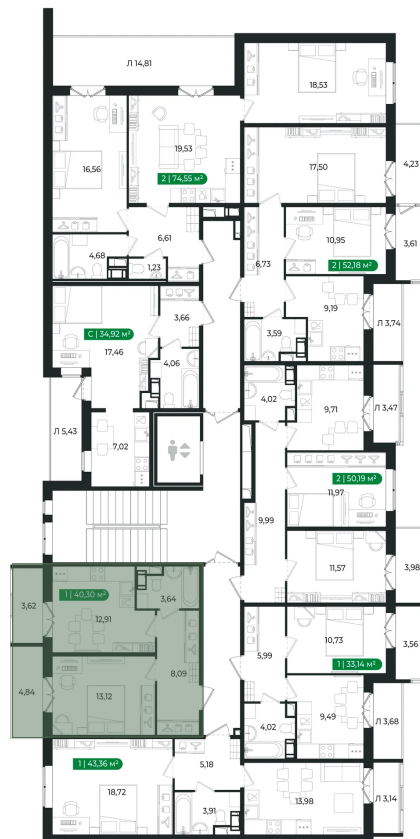 Л 14,81
18,53
19,53
16,56
2 | 74,55 м²
17,50
4,23
6,61
4,68
1,23
6,73
10,95
2 | 52,18 м²
3,61
9,19
3,59
Л 3,74
3,66
С | 34,92 м²
17,46
4,06
4,02
9,71
Л 3,47
Л 5,43
7,02
2 | 50,19 м²
11,97
9,99
11,57
3,98
1 | 40,30 м²
3,64
3,62
12,91
8,09
5,99
10,73
1 | 33,14 м²
3,56
4,84
13,12
4,02
9,49
Л 3,68
1 | 43,36 м²
5,18
18,72
3,91
13,98
Л 3,14